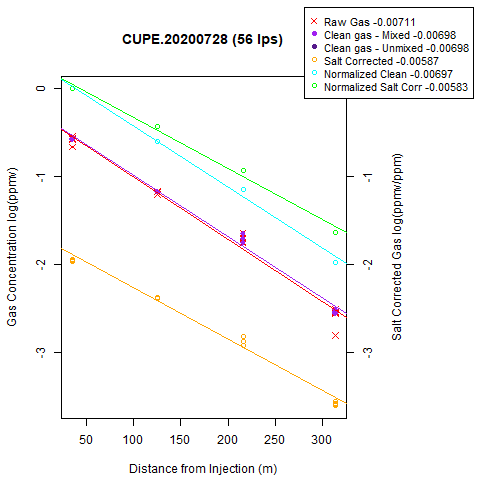 CUPE.20200728 (56 lps)
Raw Gas -0.00711
Clean gas - Mixed -0.00698
Clean gas - Unmixed -0.00698
Salt Corrected -0.00587
Normalized Clean -0.00697
Normalized Salt Corr -0.00583
Gas Concentration log(ppmv)
0
-1
-2
-3
Salt Corrected Gas log(ppmv/ppm)
-1
-2
-3
50 100 150 200 250 300
Distance from Injection (m)